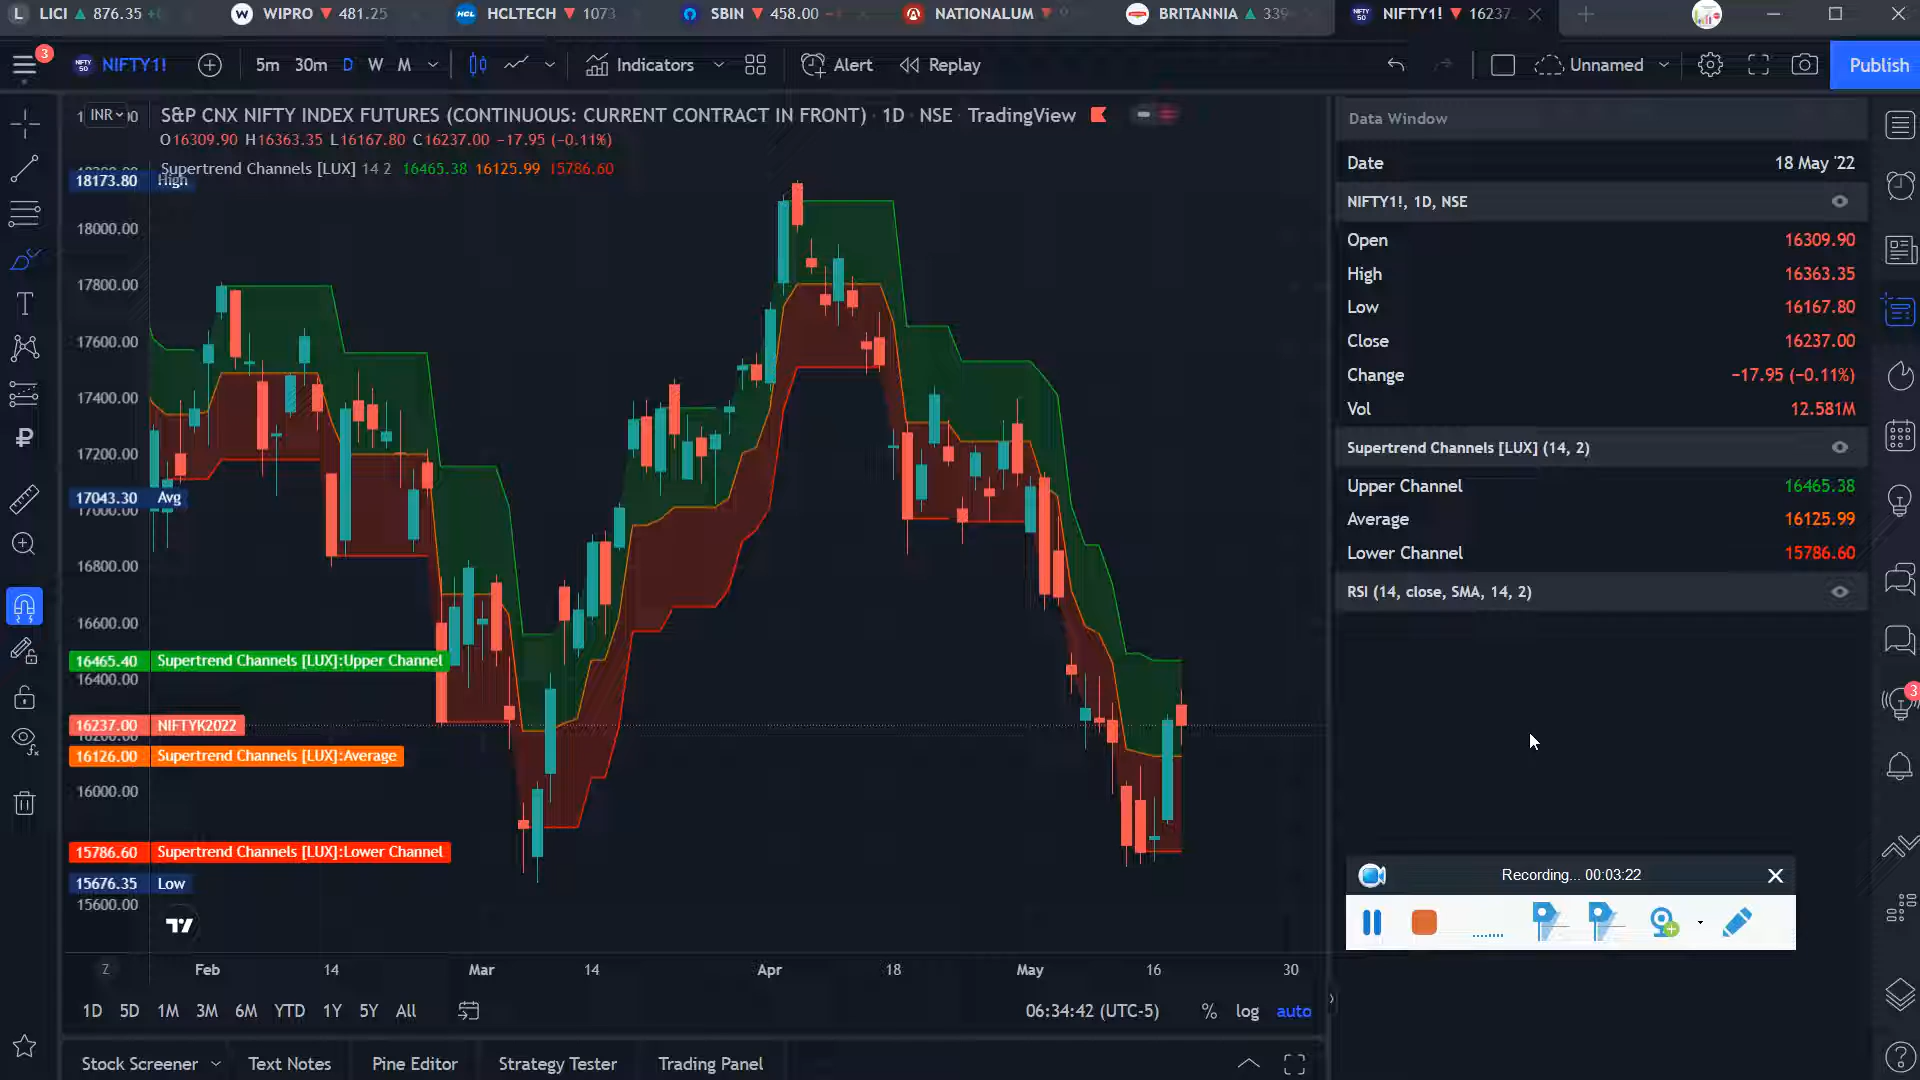 L LICI ▲ 876.35
W WIPRO ▼ 481.25
HCL HCLTECH ▼ 1073
SBIN ▼ 458.00
NATIONALUM ▼
BRITANNIA ▲ 339
NIFTY 50 NIFTY1! ▼ 16237
3
NIFTY 50 NIFTY1!
5m 30m D W M
Indicators
Alert
Replay
Unnamed
Publish
INR
S&P CNX NIFTY INDEX FUTURES (CONTINUOUS: CURRENT CONTRACT IN FRONT) · 1D · NSE · TradingView
O16309.90 H16363.35 L16167.80 C16237.00 −17.95 (−0.11%)
Supertrend Channels [LUX] 14 2 16465.38 16125.99 15786.60
18173.80 High
18000.00
17800.00
17600.00
17400.00
17200.00
17043.30 Avg
17000.00
16800.00
16600.00
16465.40 Supertrend Channels [LUX]:Upper Channel
16400.00
16237.00 NIFTYK2022
16126.00 Supertrend Channels [LUX]:Average
16000.00
15786.60 Supertrend Channels [LUX]:Lower Channel
15676.35 Low
15600.00
Z Feb 14 Mar 14 Apr 18 May 16 30
1D 5D 1M 3M 6M YTD 1Y 5Y All
06:34:42 (UTC-5) % log auto
Stock Screener Text Notes Pine Editor Strategy Tester Trading Panel
Data Window
Date 18 May '22
NIFTY1!, 1D, NSE
Open 16309.90
High 16363.35
Low 16167.80
Close 16237.00
Change −17.95 (−0.11%)
Vol 12.581M
Supertrend Channels [LUX] (14, 2)
Upper Channel 16465.38
Average 16125.99
Lower Channel 15786.60
RSI (14, close, SMA, 14, 2)
3
Recording... 00:03:22